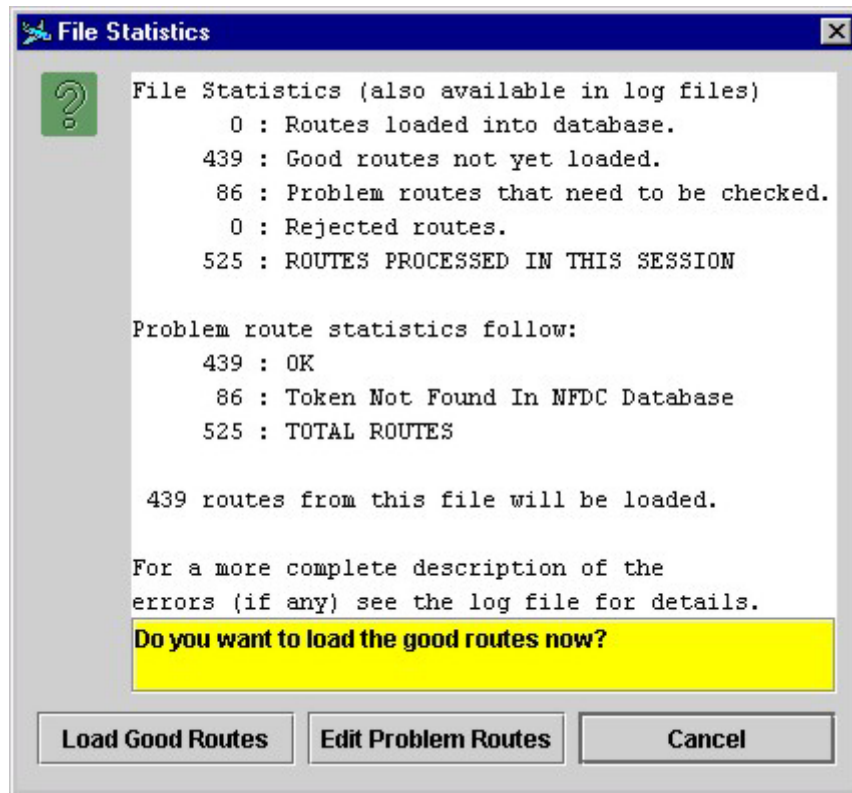 File Statistics
File Statistics (also available in log files)
0 : Routes loaded into database.
439 : Good routes not yet loaded.
86 : Problem routes that need to be checked.
0 : Rejected routes.
525 : ROUTES PROCESSED IN THIS SESSION
Problem route statistics follow:
439 : OK
86 : Token Not Found In NFDC Database
525 : TOTAL ROUTES
439 routes from this file will be loaded.
For a more complete description of the
errors (if any) see the log file for details.
Do you want to load the good routes now?
Load Good Routes
Edit Problem Routes
Cancel